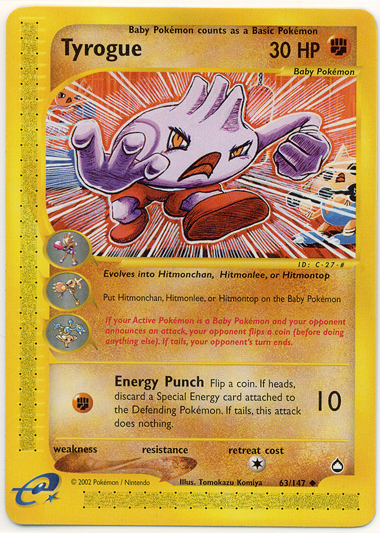 Baby Pokémon counts as a Basic Pokémon
Tyrogue 30 HP
Baby Pokémon
ID: C-27-#
Evolves into Hitmonchan, Hitmonlee, or Hitmontop
Put Hitmonchan, Hitmonlee, or Hitmontop on the Baby Pokémon
If your Active Pokémon is a Baby Pokémon and your opponent
announces an attack, your opponent flips a coin (before doing
anything else). If tails, your opponent's turn ends.
Energy Punch Flip a coin. If heads,
discard a Special Energy card attached to
the Defending Pokémon. If tails, this attack
does nothing.
10
weakness resistance retreat cost
e
© 2002 Pokémon / Nintendo Illus. Tomokazu Komiya 63/147 ◆